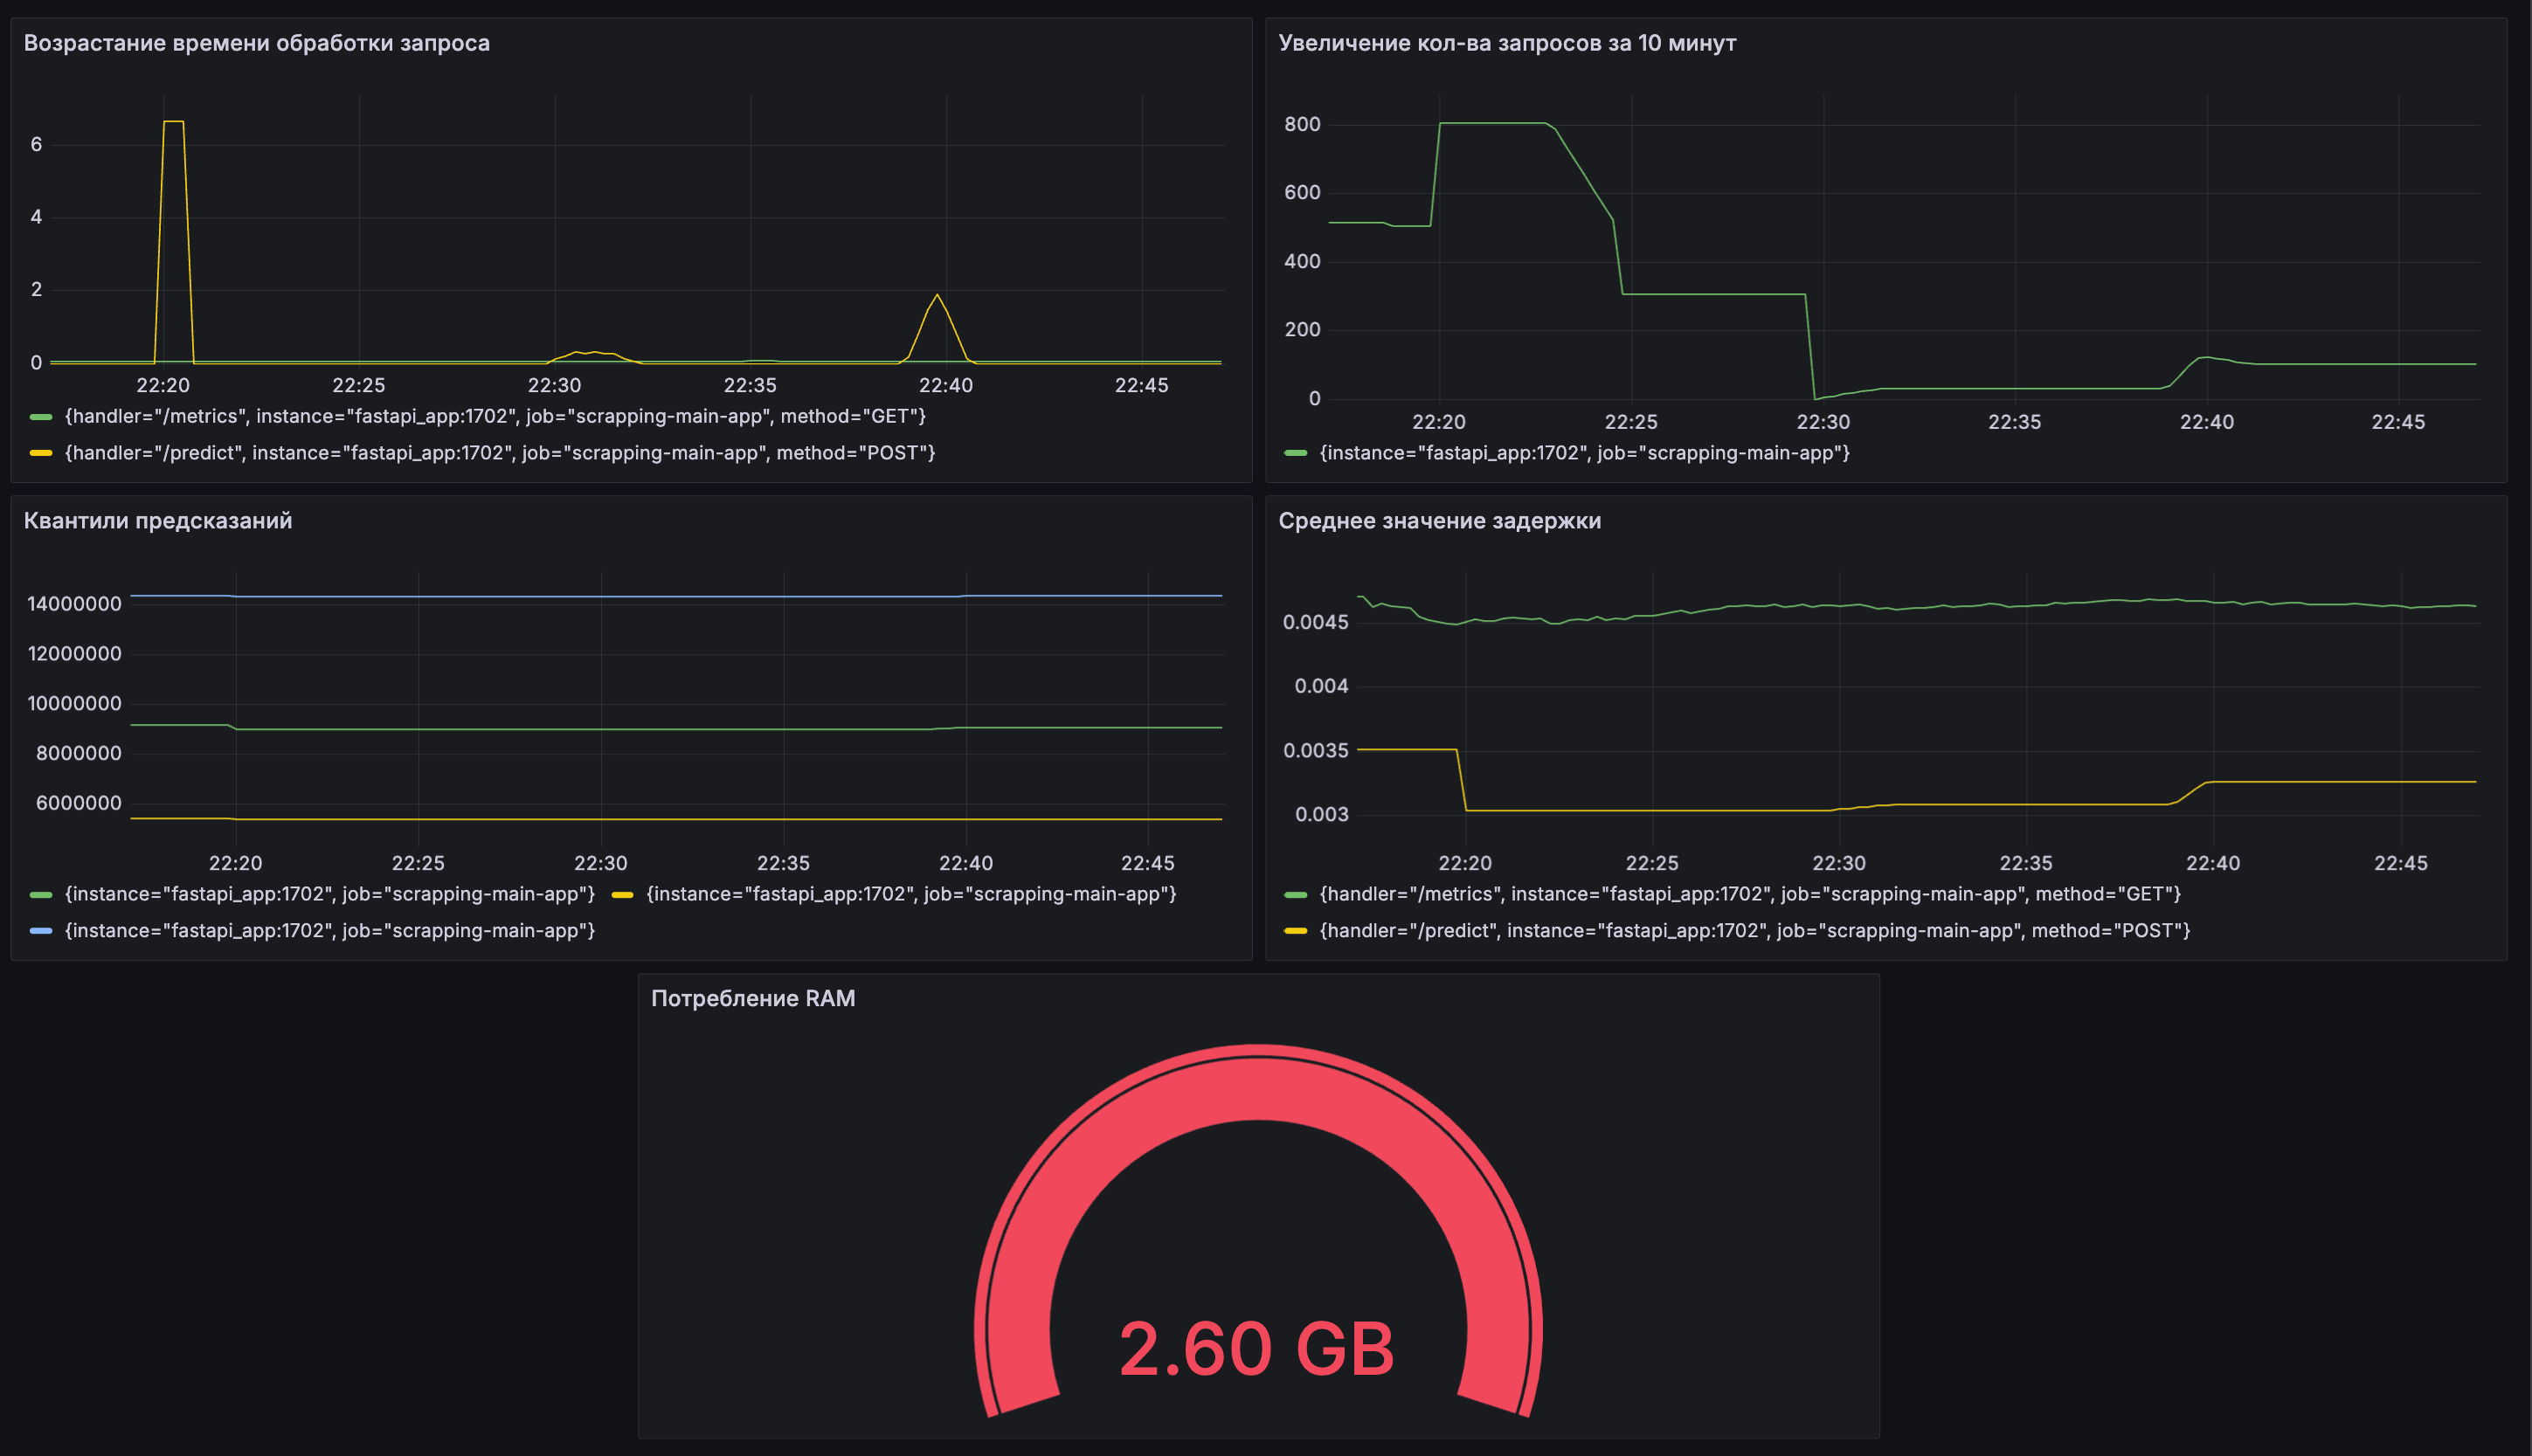 Возрастание времени обработки запроса
6
4
2
0
22:20 22:25 22:30 22:35 22:40 22:45
{handler="/metrics", instance="fastapi_app:1702", job="scrapping-main-app", method="GET"}
{handler="/predict", instance="fastapi_app:1702", job="scrapping-main-app", method="POST"}
Увеличение кол-ва запросов за 10 минут
800
600
400
200
0
22:20 22:25 22:30 22:35 22:40 22:45
{instance="fastapi_app:1702", job="scrapping-main-app"}
Квантили предсказаний
14000000
12000000
10000000
8000000
6000000
22:20 22:25 22:30 22:35 22:40 22:45
{instance="fastapi_app:1702", job="scrapping-main-app"} {instance="fastapi_app:1702", job="scrapping-main-app"}
{instance="fastapi_app:1702", job="scrapping-main-app"}
Среднее значение задержки
0.0045
0.004
0.0035
0.003
22:20 22:25 22:30 22:35 22:40 22:45
{handler="/metrics", instance="fastapi_app:1702", job="scrapping-main-app", method="GET"}
{handler="/predict", instance="fastapi_app:1702", job="scrapping-main-app", method="POST"}
Потребление RAM
2.60 GB